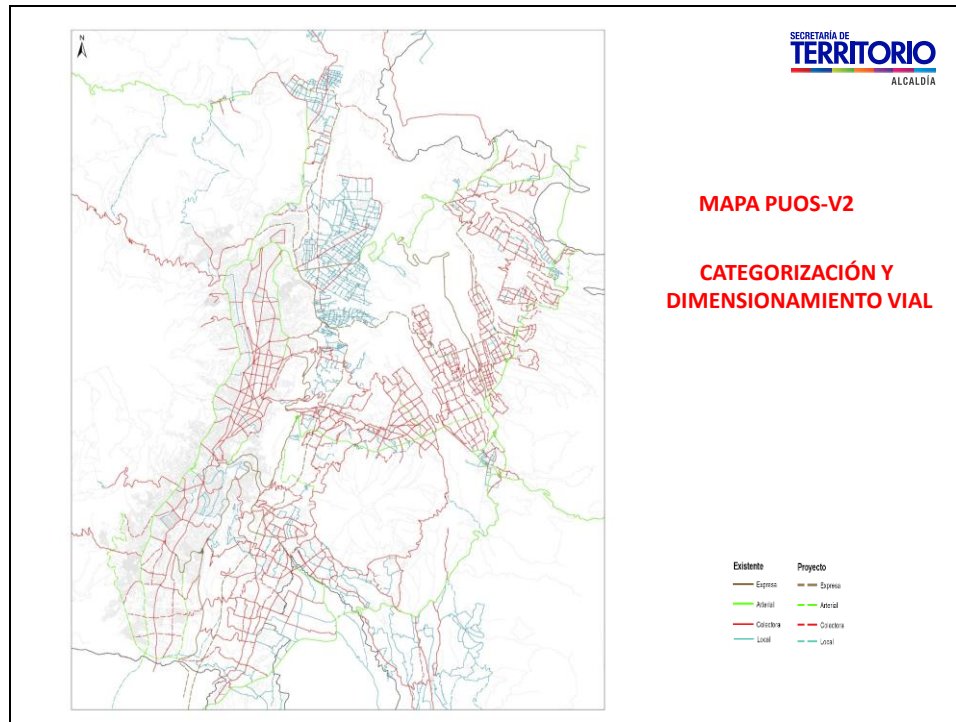 N
SECRETARÍA DE
TERRITORIO
ALCALDÍA
MAPA PUOS-V2
CATEGORIZACIÓN Y
DIMENSIONAMIENTO VIAL
Existente Proyecto
Expresa Expresa
Arterial Arterial
Colectora Colectora
Local Local